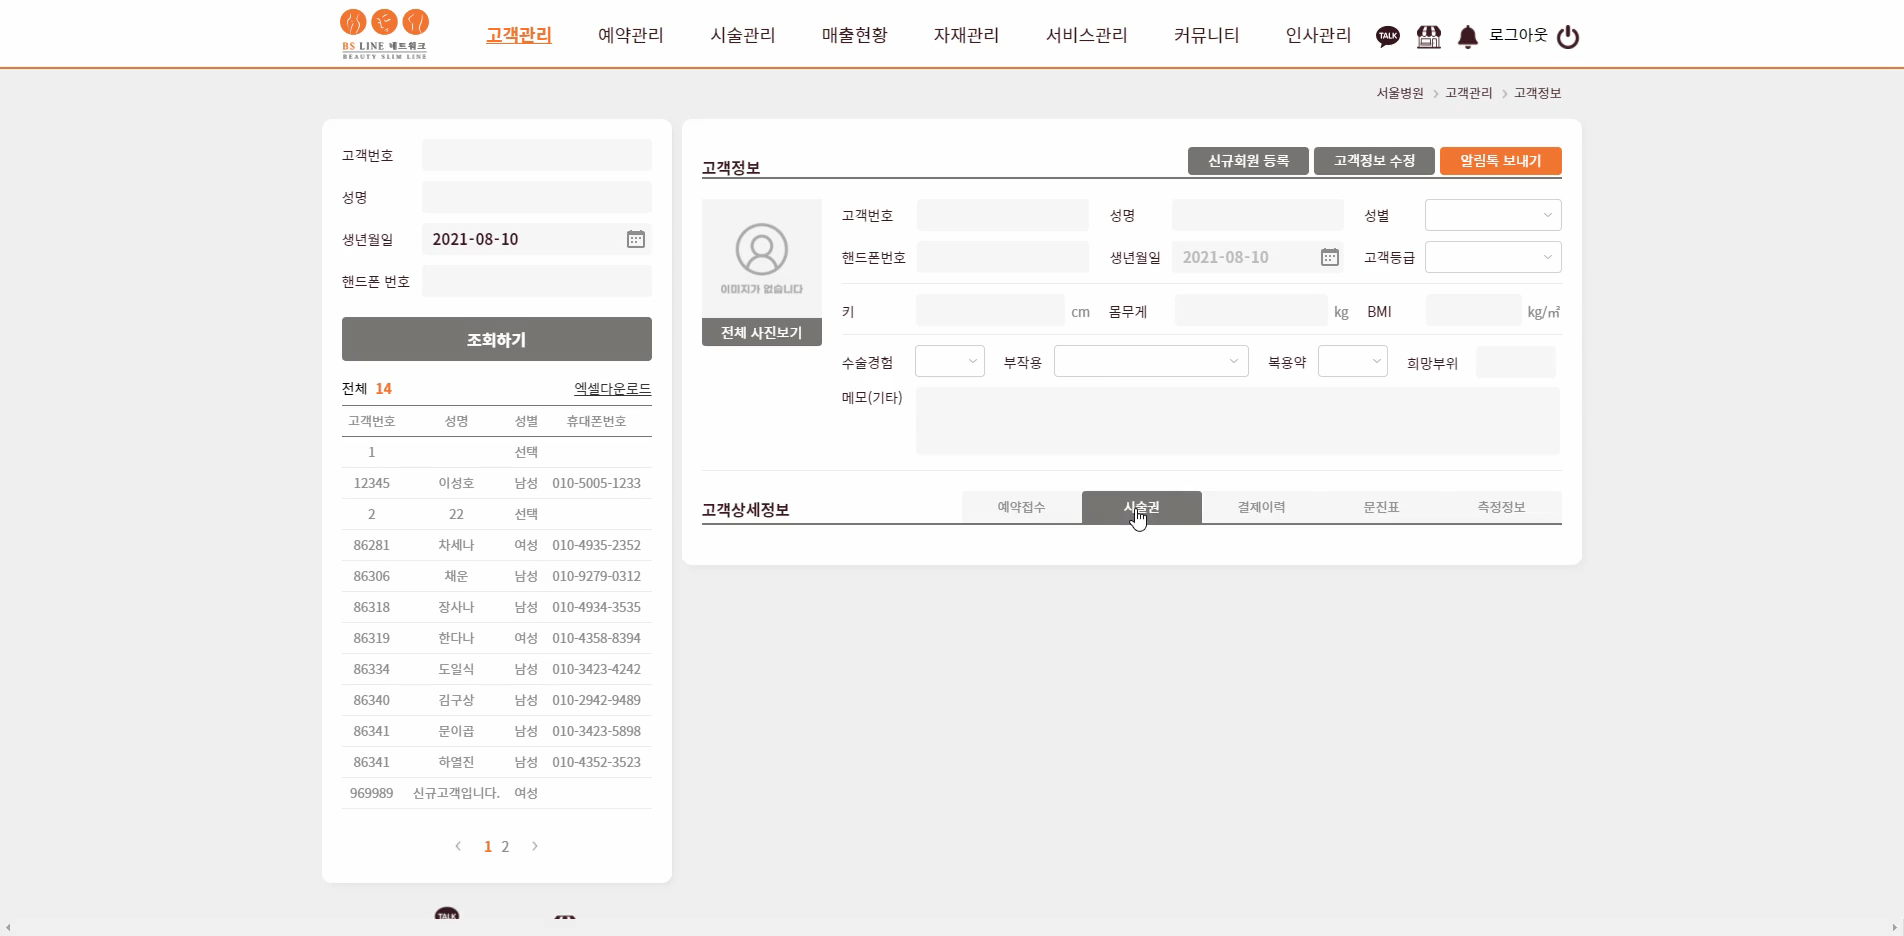 BS LINE 네트워크
BEAUTY SLIM LINE
고객관리 예약관리 시술관리 매출현황 자재관리 서비스관리 커뮤니티 인사관리 TALK 로그아웃
서울병원 > 고객관리 > 고객정보
고객번호
성명
생년월일 2021-08-10
핸드폰 번호
조회하기
전체 14 엑셀다운로드
고객번호 성명 성별 휴대폰번호
1 선택
12345 이성호 남성 010-5005-1233
2 22 선택
86281 차세나 여성 010-4935-2352
86306 채운 남성 010-9279-0312
86318 장사나 남성 010-4934-3535
86319 한다나 여성 010-4358-8394
86334 도일식 남성 010-3423-4242
86340 김구상 남성 010-2942-9489
86341 문이곱 남성 010-3423-5898
86341 하열진 남성 010-4352-3523
969989 신규고객입니다. 여성
< 1 2 >
TALK
고객정보 신규회원 등록 고객정보 수정 알림톡 보내기
이미지가 없습니다
전체 사진보기
고객번호 성명 성별
핸드폰번호 생년월일 2021-08-10 고객등급
키 cm 몸무게 kg BMI kg/㎡
수술경험 부작용 복용약 희망부위
메모(기타)
고객상세정보 예약접수 시술권 결제이력 문진표 측정정보